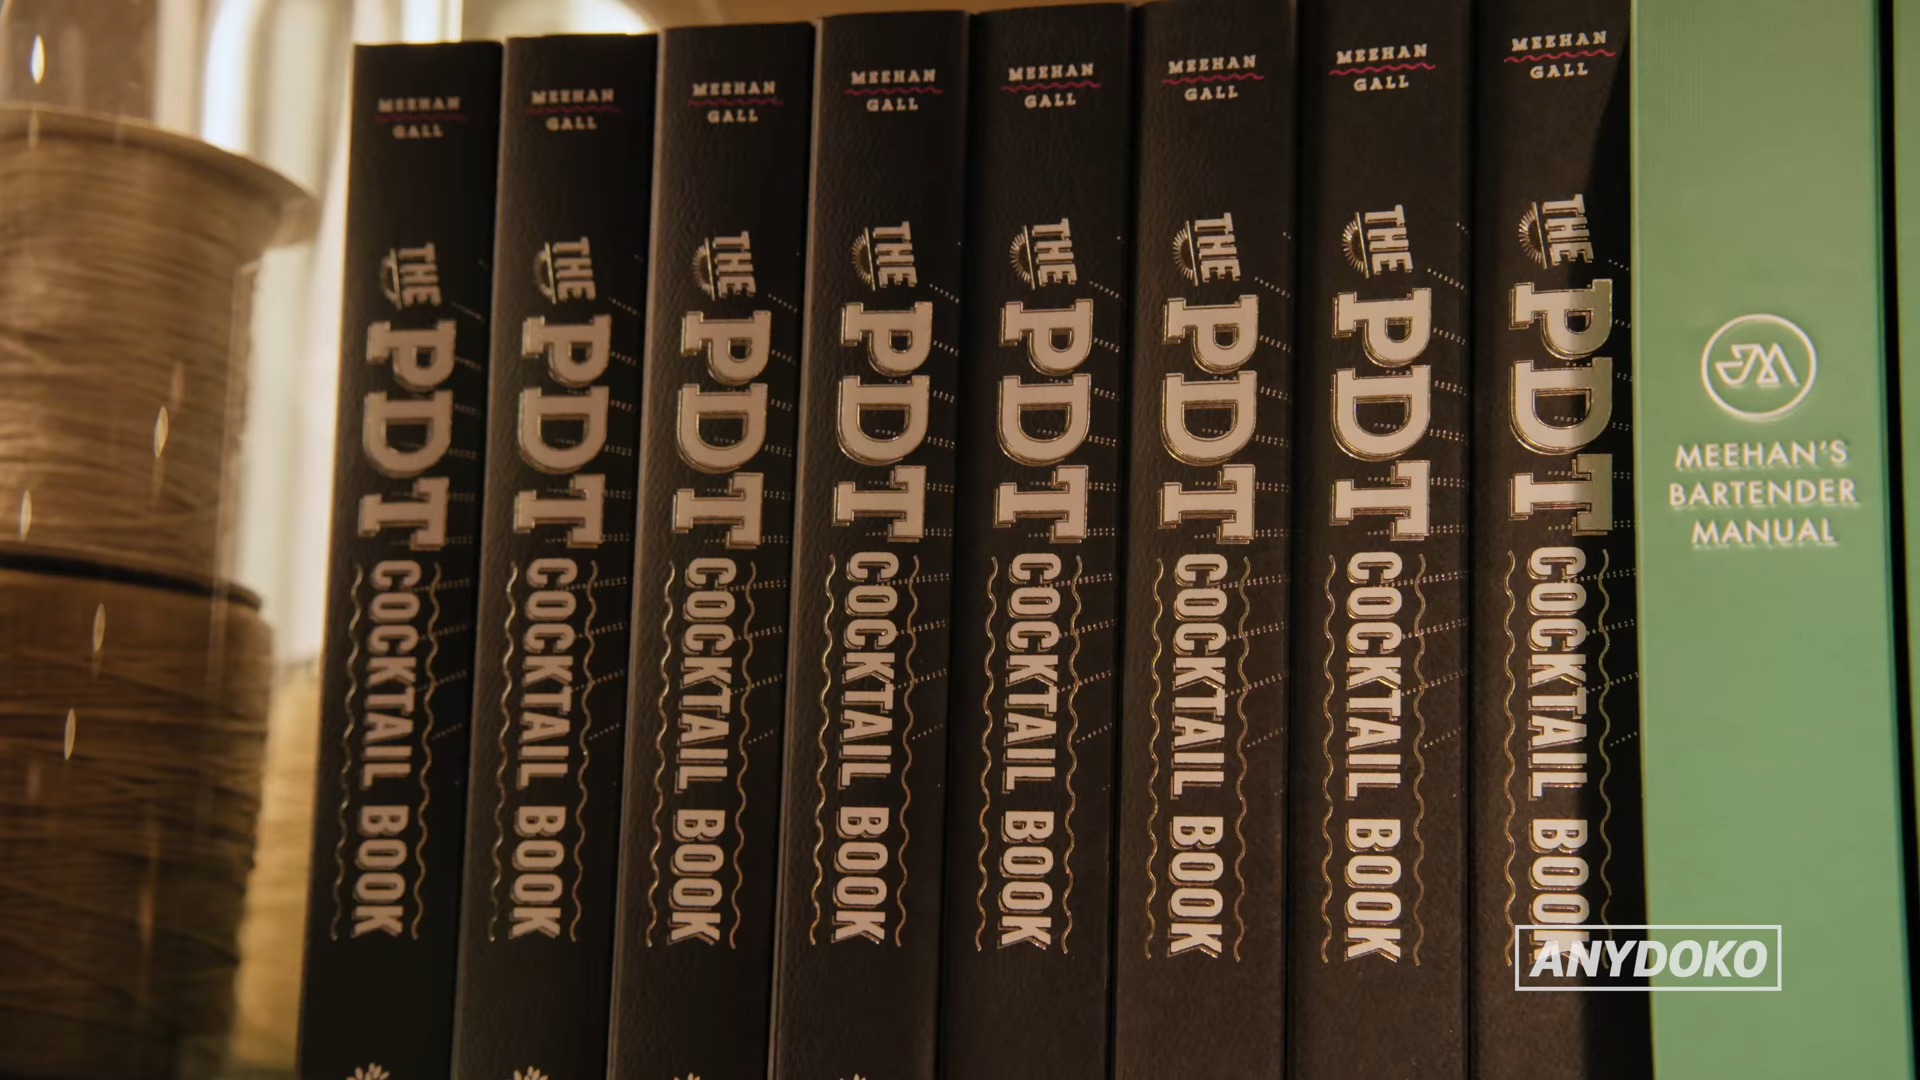 MEEHAN
GALL
THE PDT COCKTAIL BOOK
MEEHAN
GALL
THE PDT COCKTAIL BOOK
MEEHAN
GALL
THE PDT COCKTAIL BOOK
MEEHAN
GALL
THE PDT COCKTAIL BOOK
MEEHAN
GALL
THE PDT COCKTAIL BOOK
MEEHAN
GALL
THE PDT COCKTAIL BOOK
MEEHAN
GALL
THE PDT COCKTAIL BOOK
MEEHAN
GALL
THE PDT COCKTAIL BOOK
JM
MEEHAN'S
BARTENDER
MANUAL
ANYDOKO